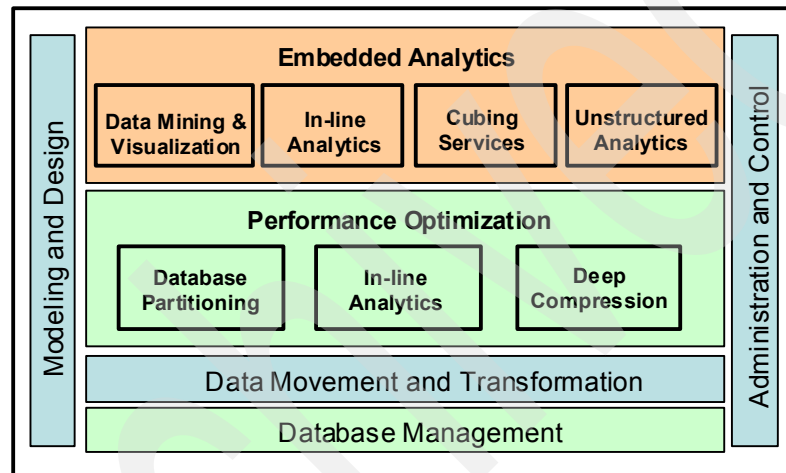 Modeling and Design
Embedded Analytics
Data Mining &
Visualization
In-line
Analytics
Cubing
Services
Unstructured
Analytics
Performance Optimization
Database
Partitioning
In-line
Analytics
Deep
Compression
Data Movement and Transformation
Database Management
Administration and Control